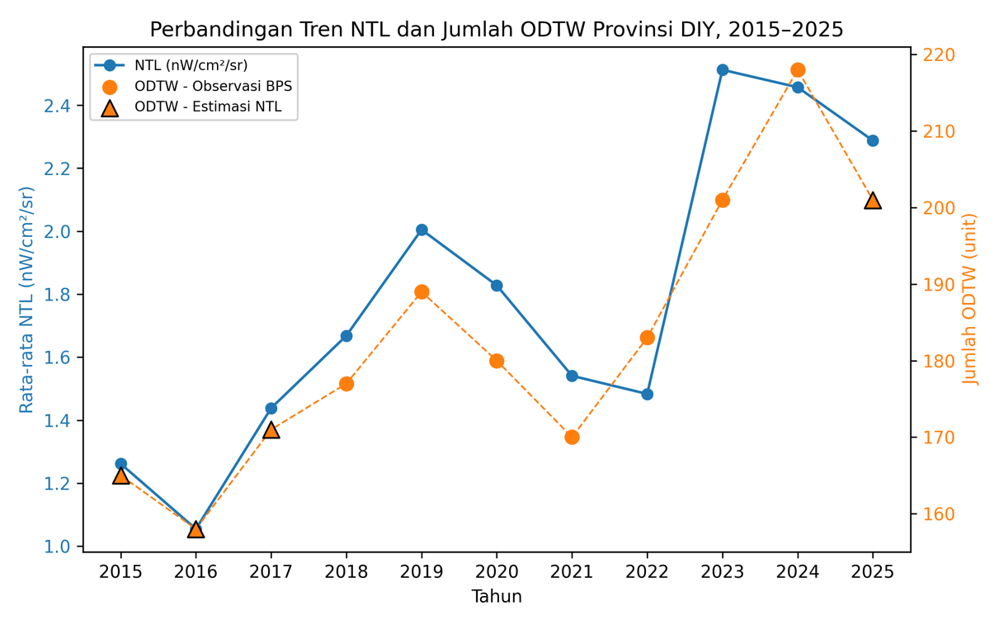 Perbandingan Tren NTL dan Jumlah ODTW Provinsi DIY, 2015–2025
NTL (nW/cm²/sr)
ODTW - Observasi BPS
ODTW - Estimasi NTL
Rata-rata NTL (nW/cm²/sr)
2.4
2.2
2.0
1.8
1.6
1.4
1.2
1.0
220
210
200
190
180
170
160
Jumlah ODTW (unit)
2015 2016 2017 2018 2019 2020 2021 2022 2023 2024 2025
Tahun